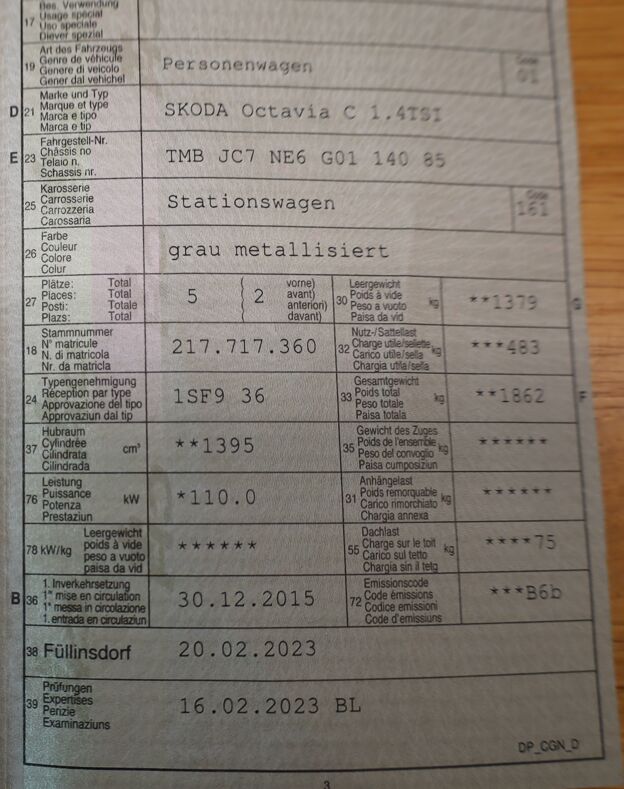 Bes. Verwendung
17 Usage spécial
Uso speciale
Diever spezial
Art des Fahrzeugs
19 Genre de véhicule Personenwagen Code
Genere di veicolo 01
Gener dal vehichel
Marke und Typ
D 21 Marque et type SKODA Octavia C 1.4TSI
Marca e tipo
Marca e tip
Fahrgestell-Nr.
E 23 Châssis no TMB JC7 NE6 G01 140 85
Telaio n.
Schassis nr.
Karosserie
25 Carrosserie Stationswagen Code
Carrozzeria 161
Carossaria
Farbe
26 Couleur grau metallisiert
Colore
Colur
Plätze: Total vorne) Leergewicht
27 Places: Total 5 ( 2 avant) 30 Poids à vide kg **1379 G
Posti: Totale anteriori) Peso a vuoto
Plazs: Total davant) Paisa da vid
Stammnummer Nutz-/Sattellast
18 N° matricule 217.717.360 32 Charge utile/sellette kg ***483
N. di matricola Carico utile/sella
Nr. da matricla Chargia utila/sella
Typengenehmigung Gesamtgewicht
24 Réception par type 1SF9 36 33 Poids total kg **1862 F
Approvazione del tipo Peso totale
Approvaziun dal tip Paisa totala
Hubraum Gewicht des Zuges
37 Cylindrée cm³ **1395 35 Poids de l'ensemble kg ******
Cilindrata Peso del convoglio
Cilindrada Paisa cumposiziun
Leistung Anhängelast
76 Puissance kW *110.0 31 Poids remorquable kg ******
Potenza Carico rimorchiato
Prestaziun Chargia annexa
Leergewicht Dachlast
78 kW/kg poids à vide ****** 55 Charge sur le toit kg ****75
peso a vuoto Carico sul tetto
paisa da vid Chargia sin il tetg
1. Inverkehrsetzung Emissionscode
B 36 1re mise en circulation 30.12.2015 72 Code émissions ***B6b
1a messa in circolazione Codice emissioni
1. entrada en circulaziun Code d'emissiuns
38 Füllinsdorf 20.02.2023
Prüfungen
39 Expertises 16.02.2023 BL
Perizie
Examinaziuns
DP_CGN_D
3